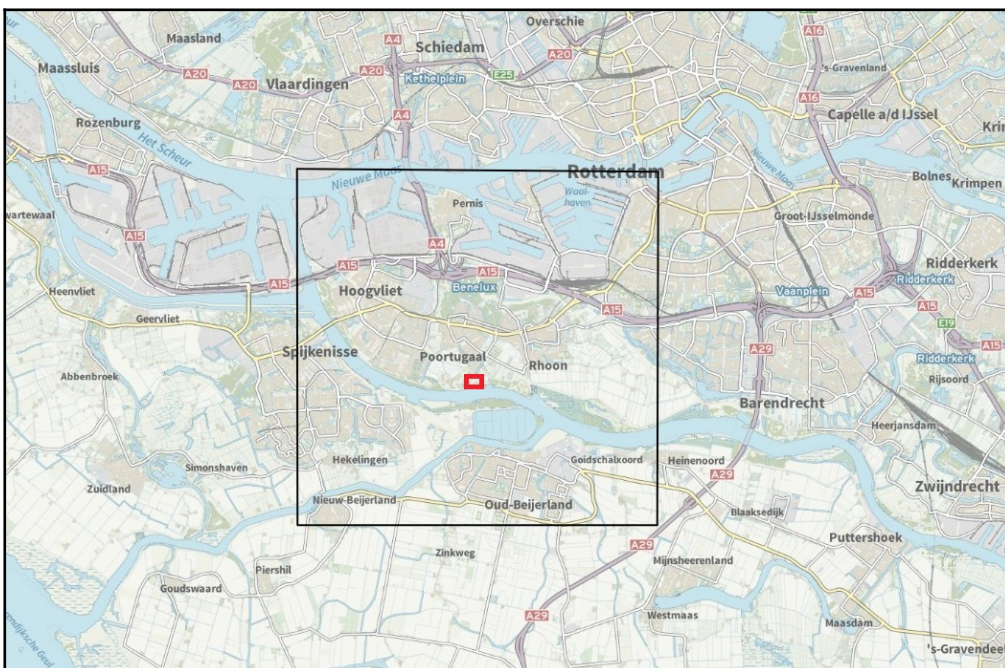 Overschie
A16
Maasland
A4
Schiedam
's-Gravenland
Maassluis
A20
A20
Kethelplein
E25
A20
Vlaardingen
A16
Capelle a/d IJssel
Rozenburg
A4
Het Scheur
Nieuwe Maas
Rotterdam
Nieuwe Maas
Bolnes
Krimpen
A15
Pernis
Waal-
haven
wartewaal
Groot-IJsselmonde
A15
A4
Ridderkerk
A15
A15
A15
Heenvliet
Hoogvliet
Benelux
A15
Vaanplein
A15
Ridderkerk
Geervliet
E19
A15
Spijkenisse
Poortugaal
Rhoon
A29
Ridderkerk
Abbenbroek
Rijsoord
Barendrecht
Heerjansdam
Hekelingen
Goidschalxoord
Heinenoord
Simonshaven
A29
Zuidland
Zwijndrecht
Nieuw-Beijerland
Oud-Beijerland
Blaaksedijk
Puttershoek
A29
Zinkweg
Mijnsheerenland
Piershil
Goudswaard
A29
Westmaas
Maasdam
ndijksche Geul
's-Gravendee